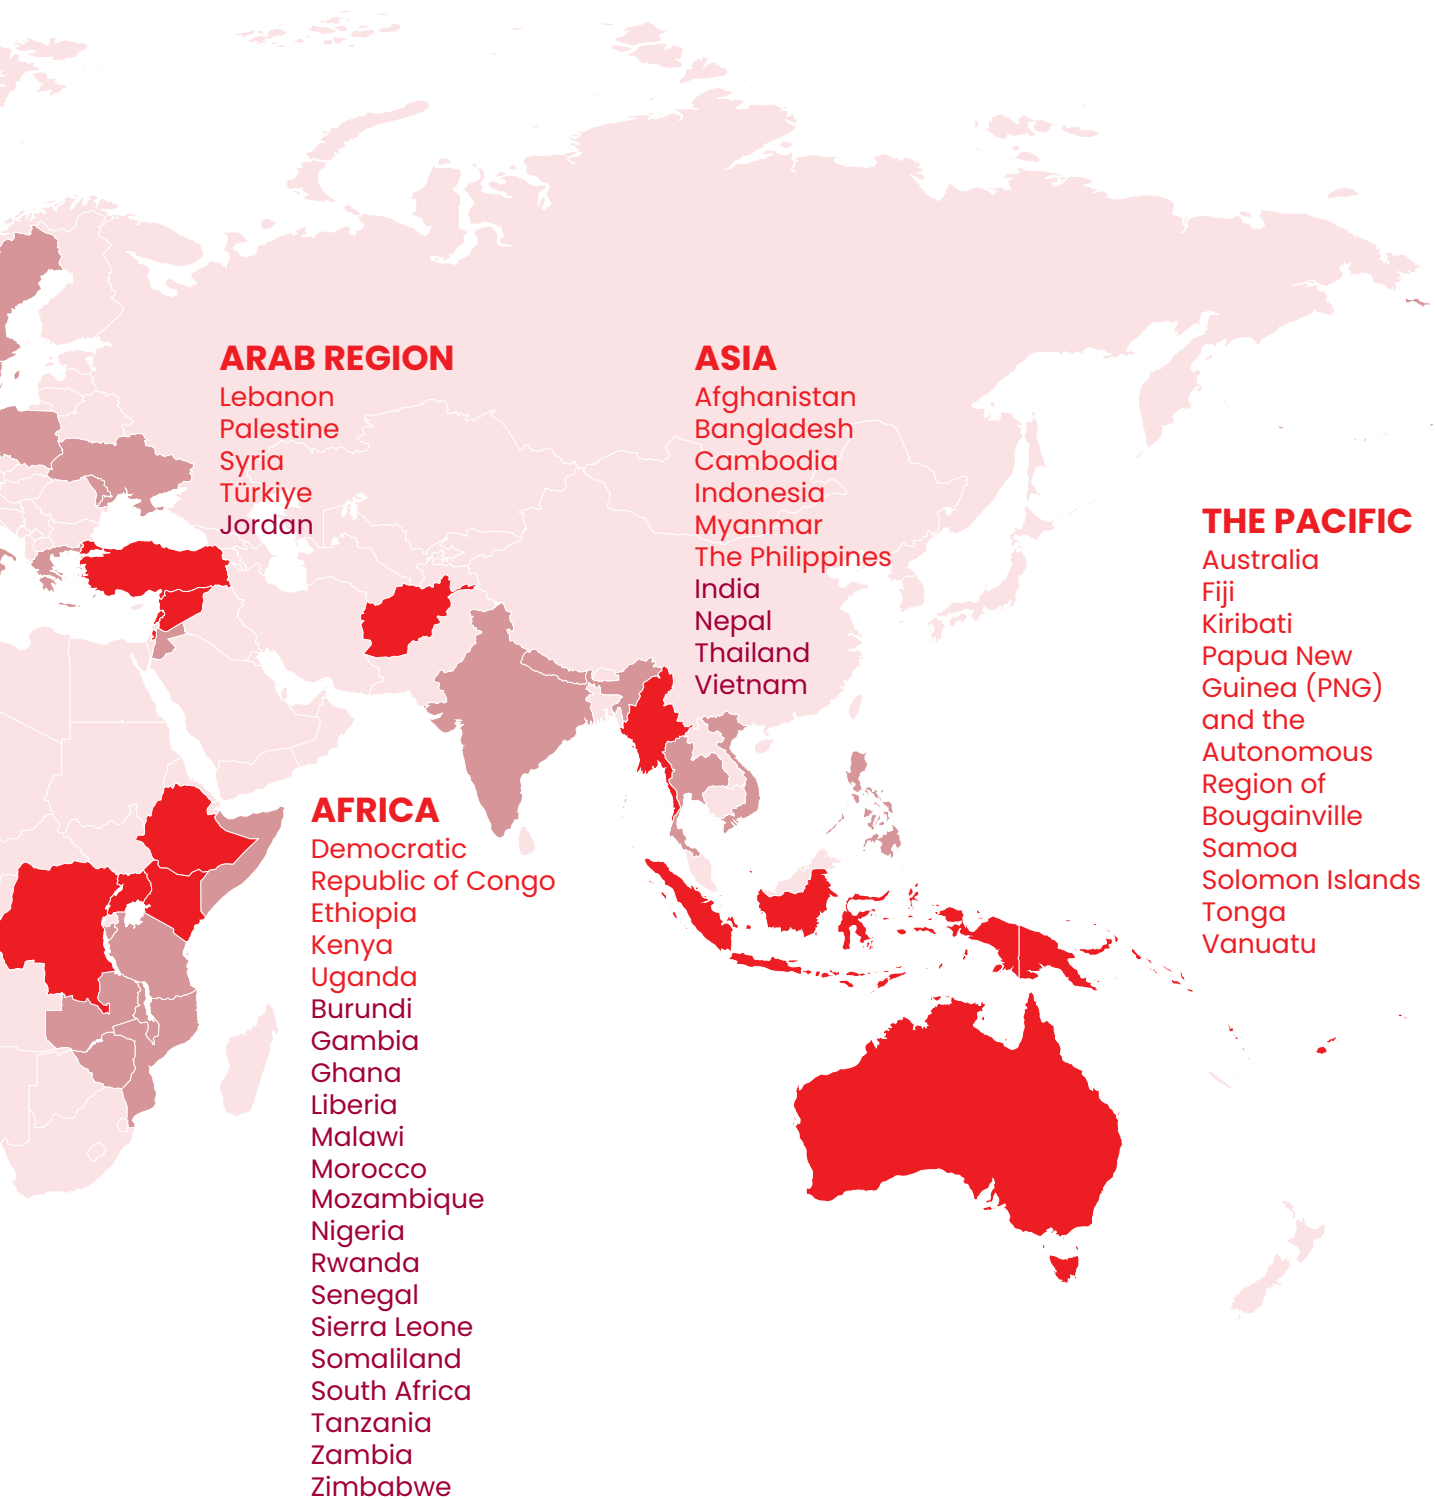 ARAB REGION
Lebanon
Palestine
Syria
Türkiye
Jordan
ASIA
Afghanistan
Bangladesh
Cambodia
Indonesia
Myanmar
The Philippines
India
Nepal
Thailand
Vietnam
THE PACIFIC
Australia
Fiji
Kiribati
Papua New
Guinea (PNG)
and the
Autonomous
Region of
Bougainville
Samoa
Solomon Islands
Tonga
Vanuatu
AFRICA
Democratic
Republic of Congo
Ethiopia
Kenya
Uganda
Burundi
Gambia
Ghana
Liberia
Malawi
Morocco
Mozambique
Nigeria
Rwanda
Senegal
Sierra Leone
Somaliland
South Africa
Tanzania
Zambia
Zimbabwe